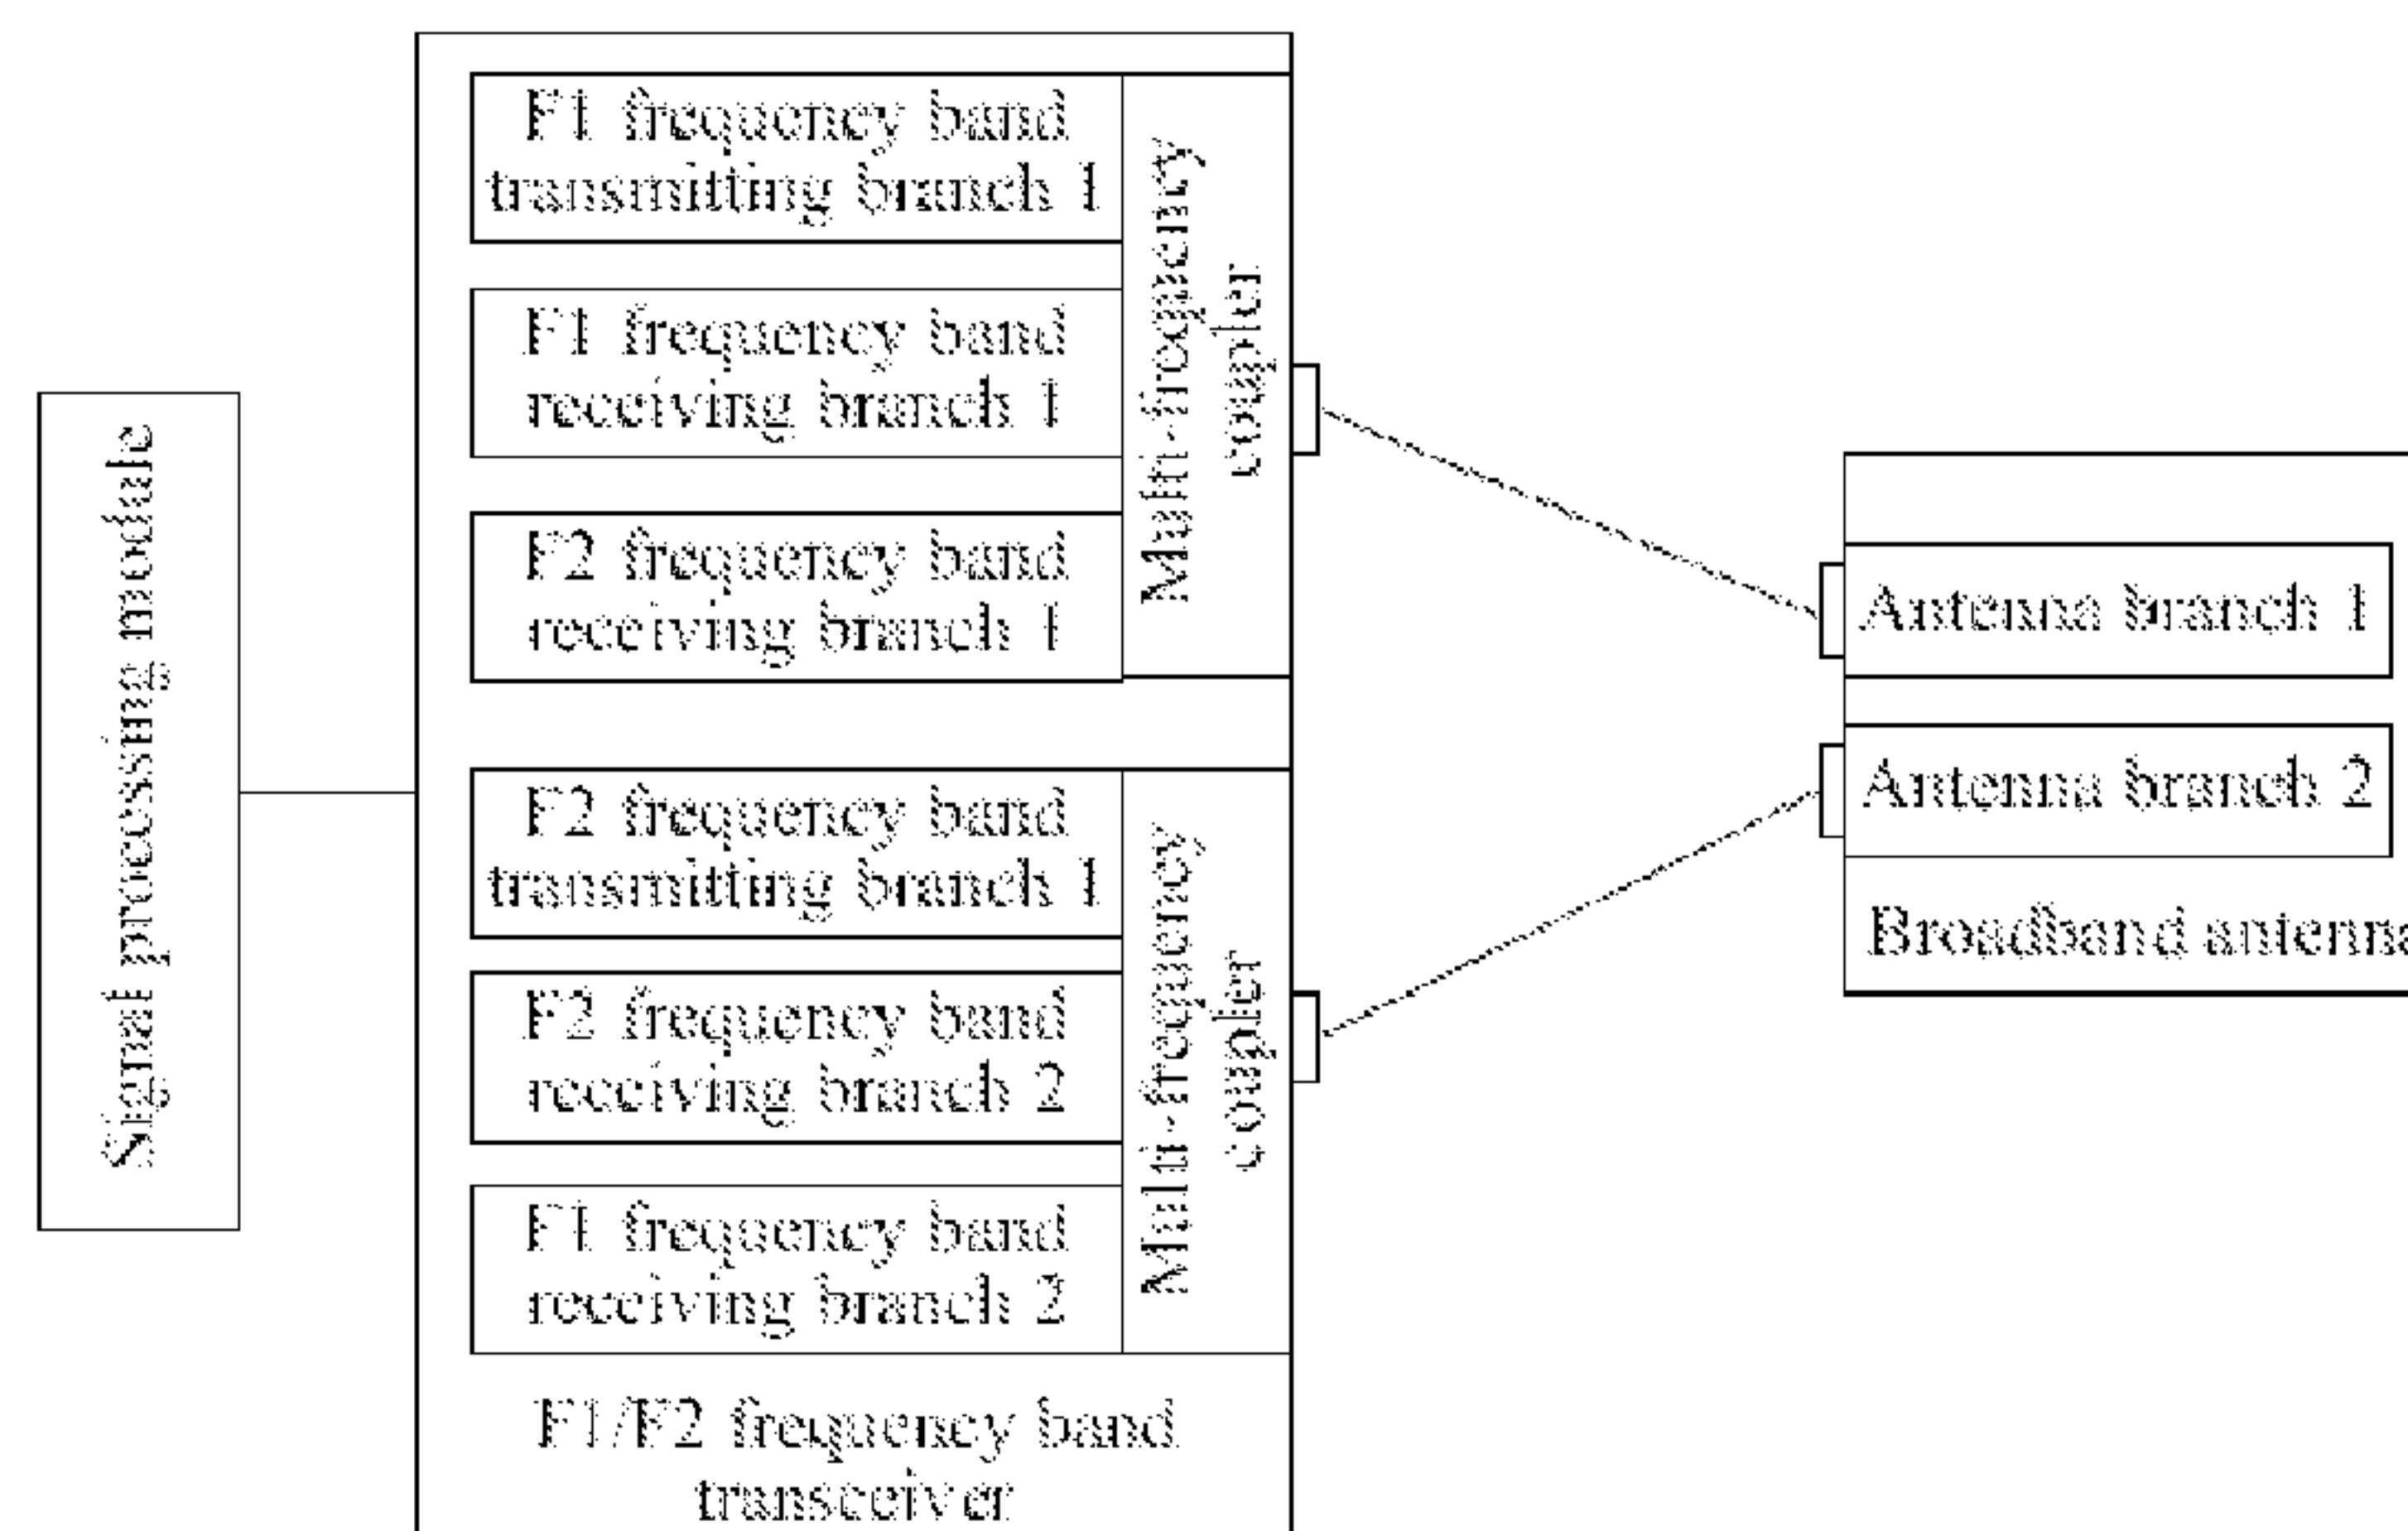 Signal processing module
F1 frequency band
transmitting branch 1
F1 frequency band
receiving branch 1
F2 frequency band
receiving branch 1
Multi-frequency
coupler
F2 frequency band
transmitting branch 1
F2 frequency band
receiving branch 2
F1 frequency band
receiving branch 2
Multi-frequency
coupler
F1/F2 frequency band
transceiver
Antenna branch 1
Antenna branch 2
Broadband antenna